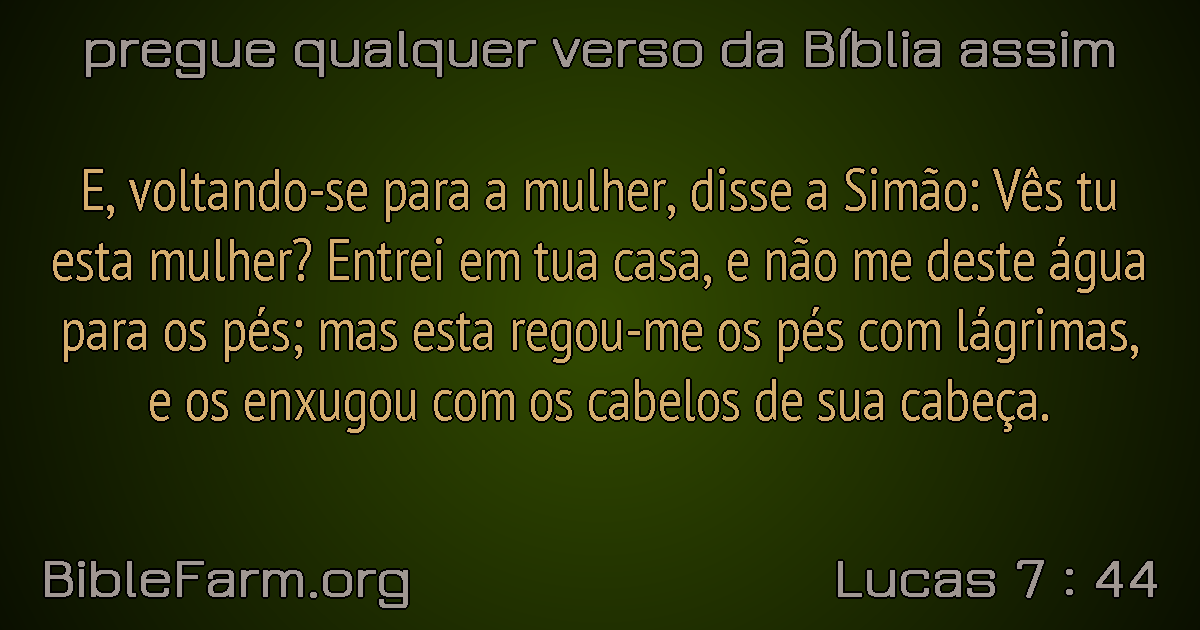 pregue qualquer verso da Bíblia assim
E, voltando-se para a mulher, disse a Simão: Vês tu
esta mulher? Entrei em tua casa, e não me deste água
para os pés; mas esta regou-me os pés com lágrimas,
e os enxugou com os cabelos de sua cabeça.
BibleFarm.org
Lucas 7 : 44